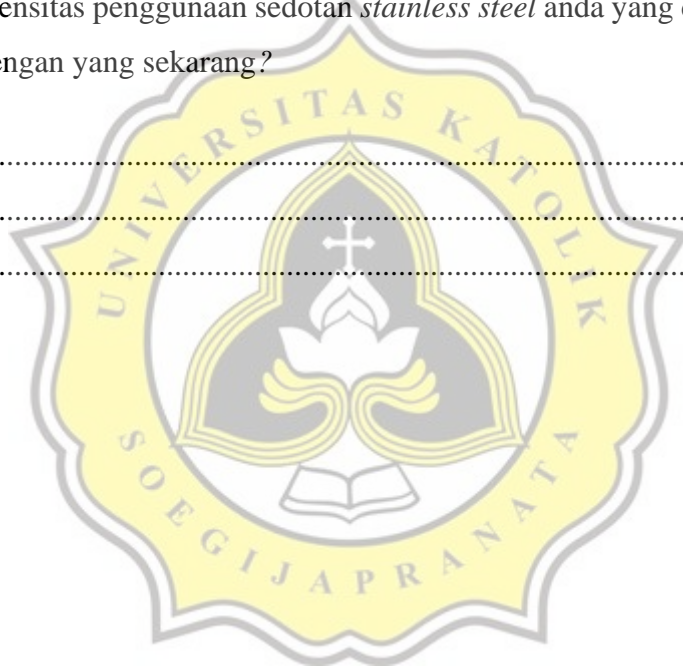 ensitas penggunaan sedotan stainless steel anda yang
engan yang sekarang?
...............................................................................................
...............................................................................................
...............................................................................................
UNIVERSITAS KATOLIK
SOEGIJAPRANATA